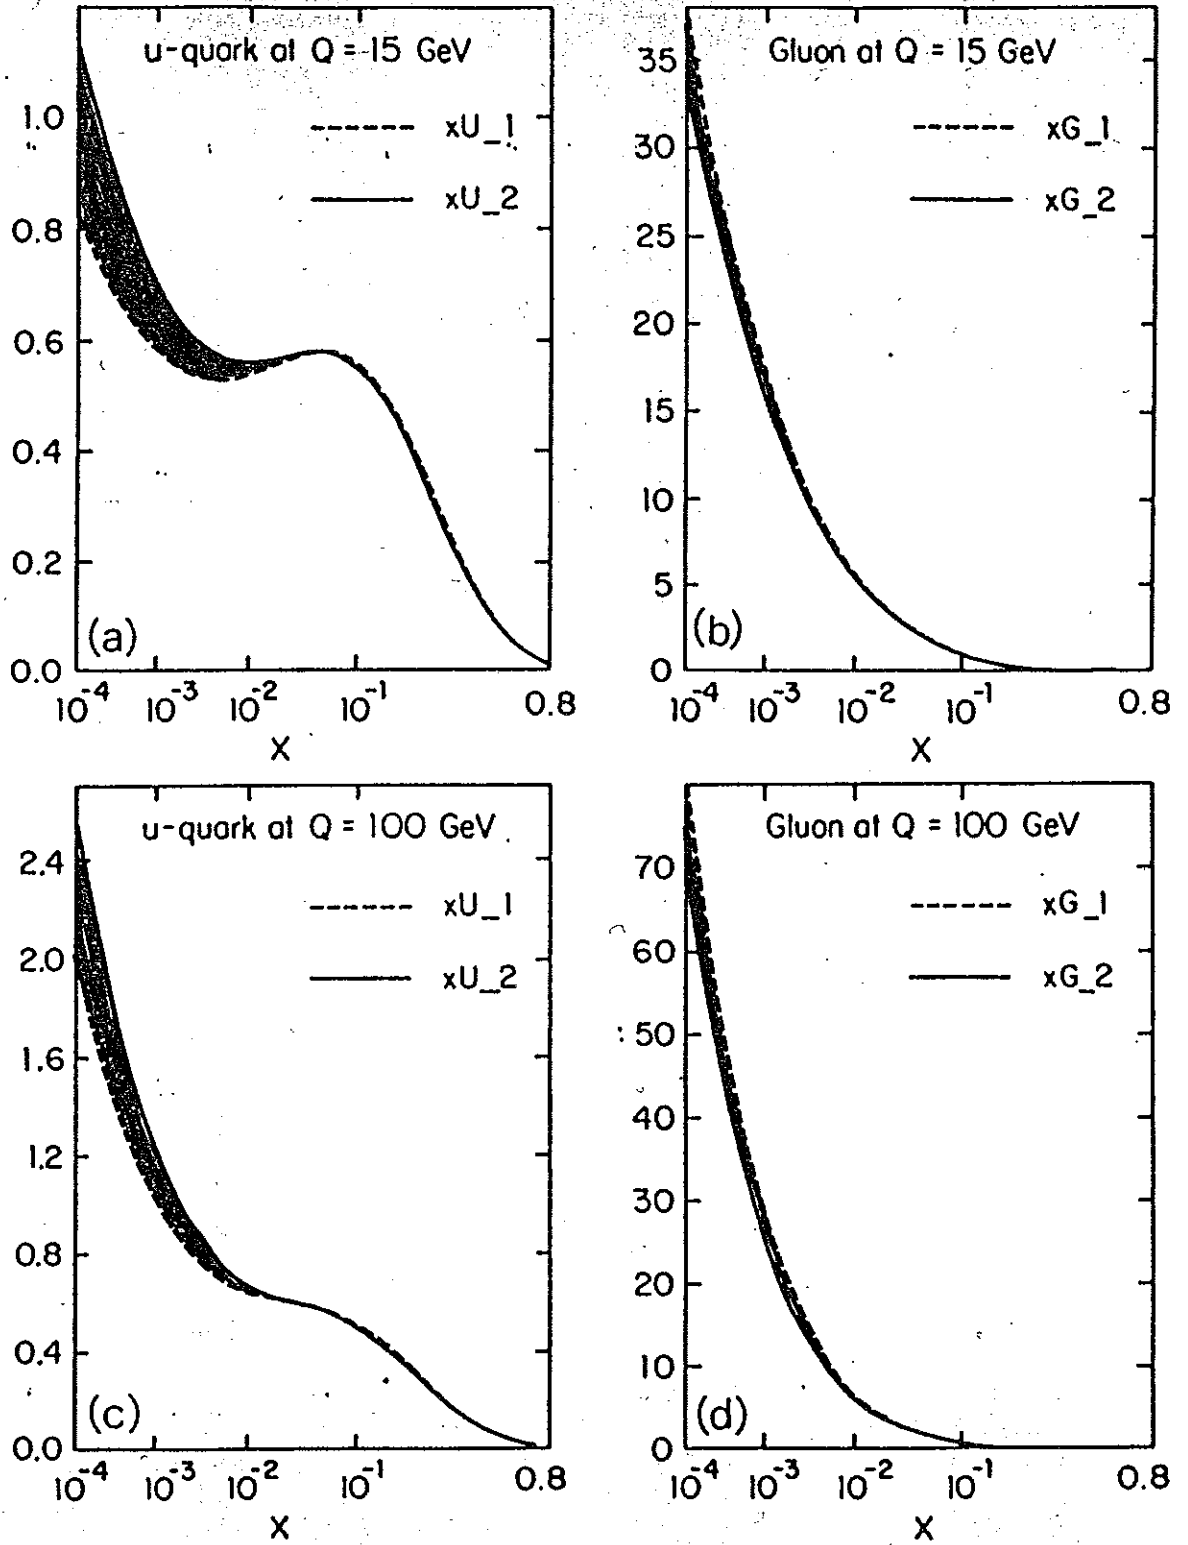 u-quark at Q = 15 GeV
xU_1
xU_2
1.0
0.8
0.6
0.4
0.2
0.0
(a)
10⁻⁴ 10⁻³ 10⁻² 10⁻¹ 0.8
X
Gluon at Q = 15 GeV
xG_1
xG_2
35
30
25
20
15
10
5
0
(b)
10⁻⁴ 10⁻³ 10⁻² 10⁻¹ 0.8
X
u-quark at Q = 100 GeV
xU_1
xU_2
2.4
2.0
1.6
1.2
0.8
0.4
0.0
(c)
10⁻⁴ 10⁻³ 10⁻² 10⁻¹ 0.8
X
Gluon at Q = 100 GeV
xG_1
xG_2
70
60
50
40
30
20
10
0
(d)
10⁻⁴ 10⁻³ 10⁻² 10⁻¹ 0.8
X